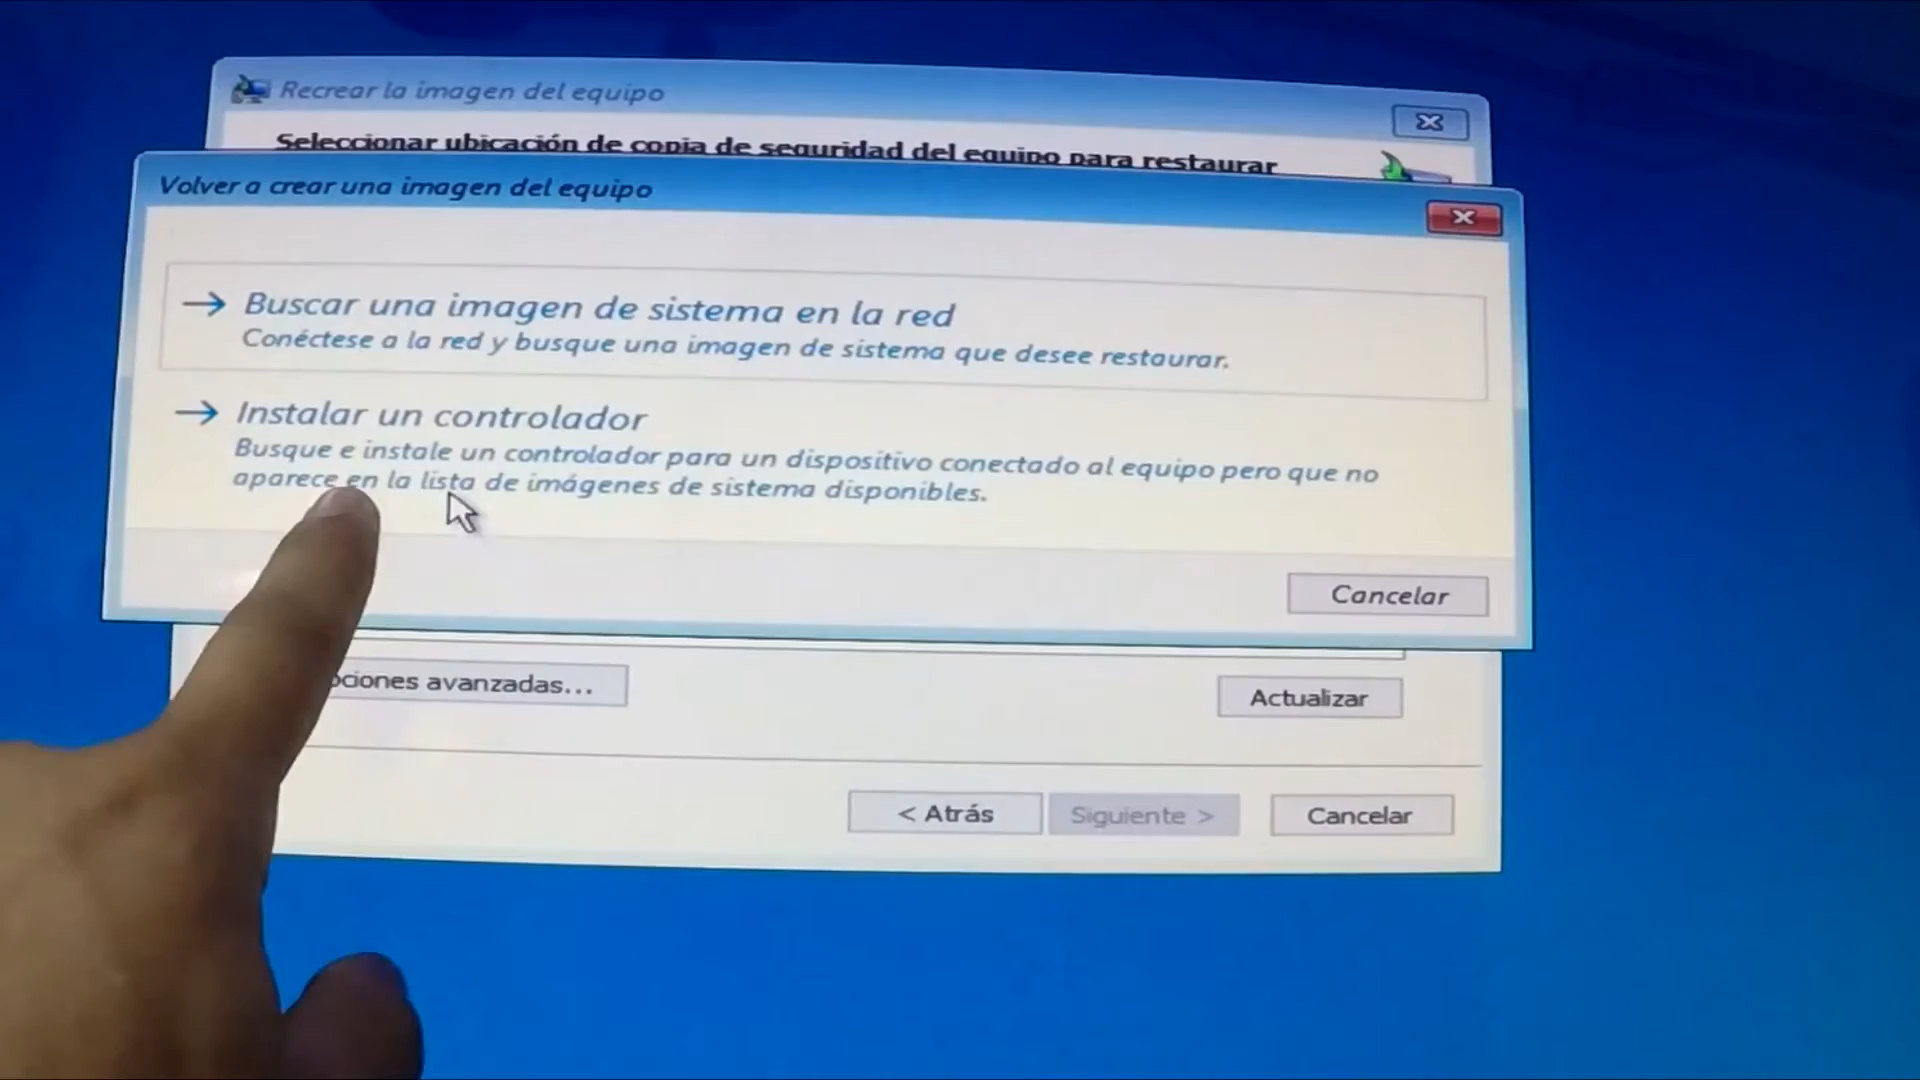 Recrear la imagen del equipo
Seleccionar ubicación de copia de seguridad del equipo para restaurar
Volver a crear una imagen del equipo
Buscar una imagen de sistema en la red
Conéctese a la red y busque una imagen de sistema que desee restaurar.
Instalar un controlador
Busque e instale un controlador para un dispositivo conectado al equipo pero que no
aparece en la lista de imágenes de sistema disponibles.
Cancelar
avanzadas...
Actualizar
< Atrás
Siguiente >
Cancelar